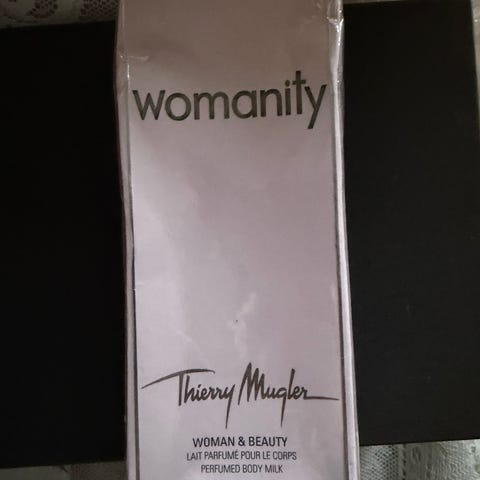 womanity
Thierry Mugler
WOMAN & BEAUTY
LAIT PARFUMÉ POUR LE CORPS
PERFUMED BODY MILK